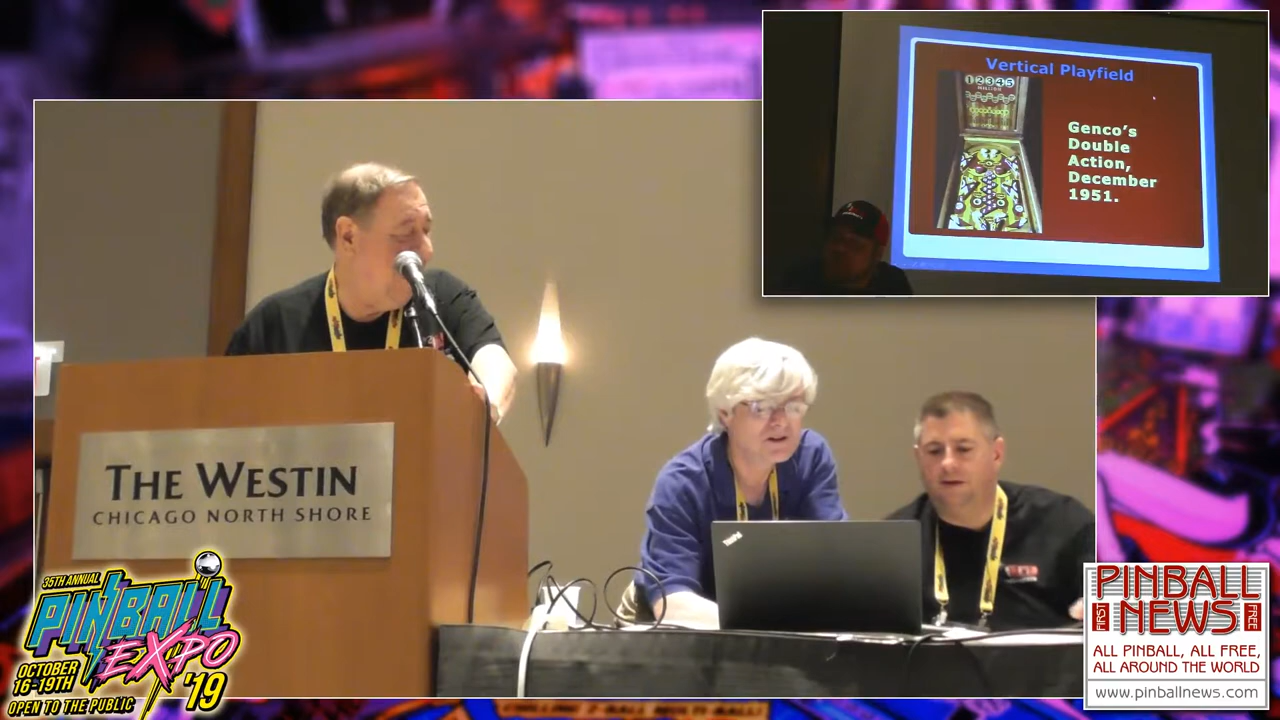 Vertical Playfield
12345
MILLION
Genco's
Double
Action,
December
1951.
THE WESTIN
CHICAGO NORTH SHORE
ThinkPad
35TH ANNUAL
PINBALL
EXPO
OCTOBER
16-19TH
'19
OPEN TO THE PUBLIC
PINBALL
FIRST
NEWS
FREE
ALL PINBALL, ALL FREE,
ALL AROUND THE WORLD
www.pinballnews.com